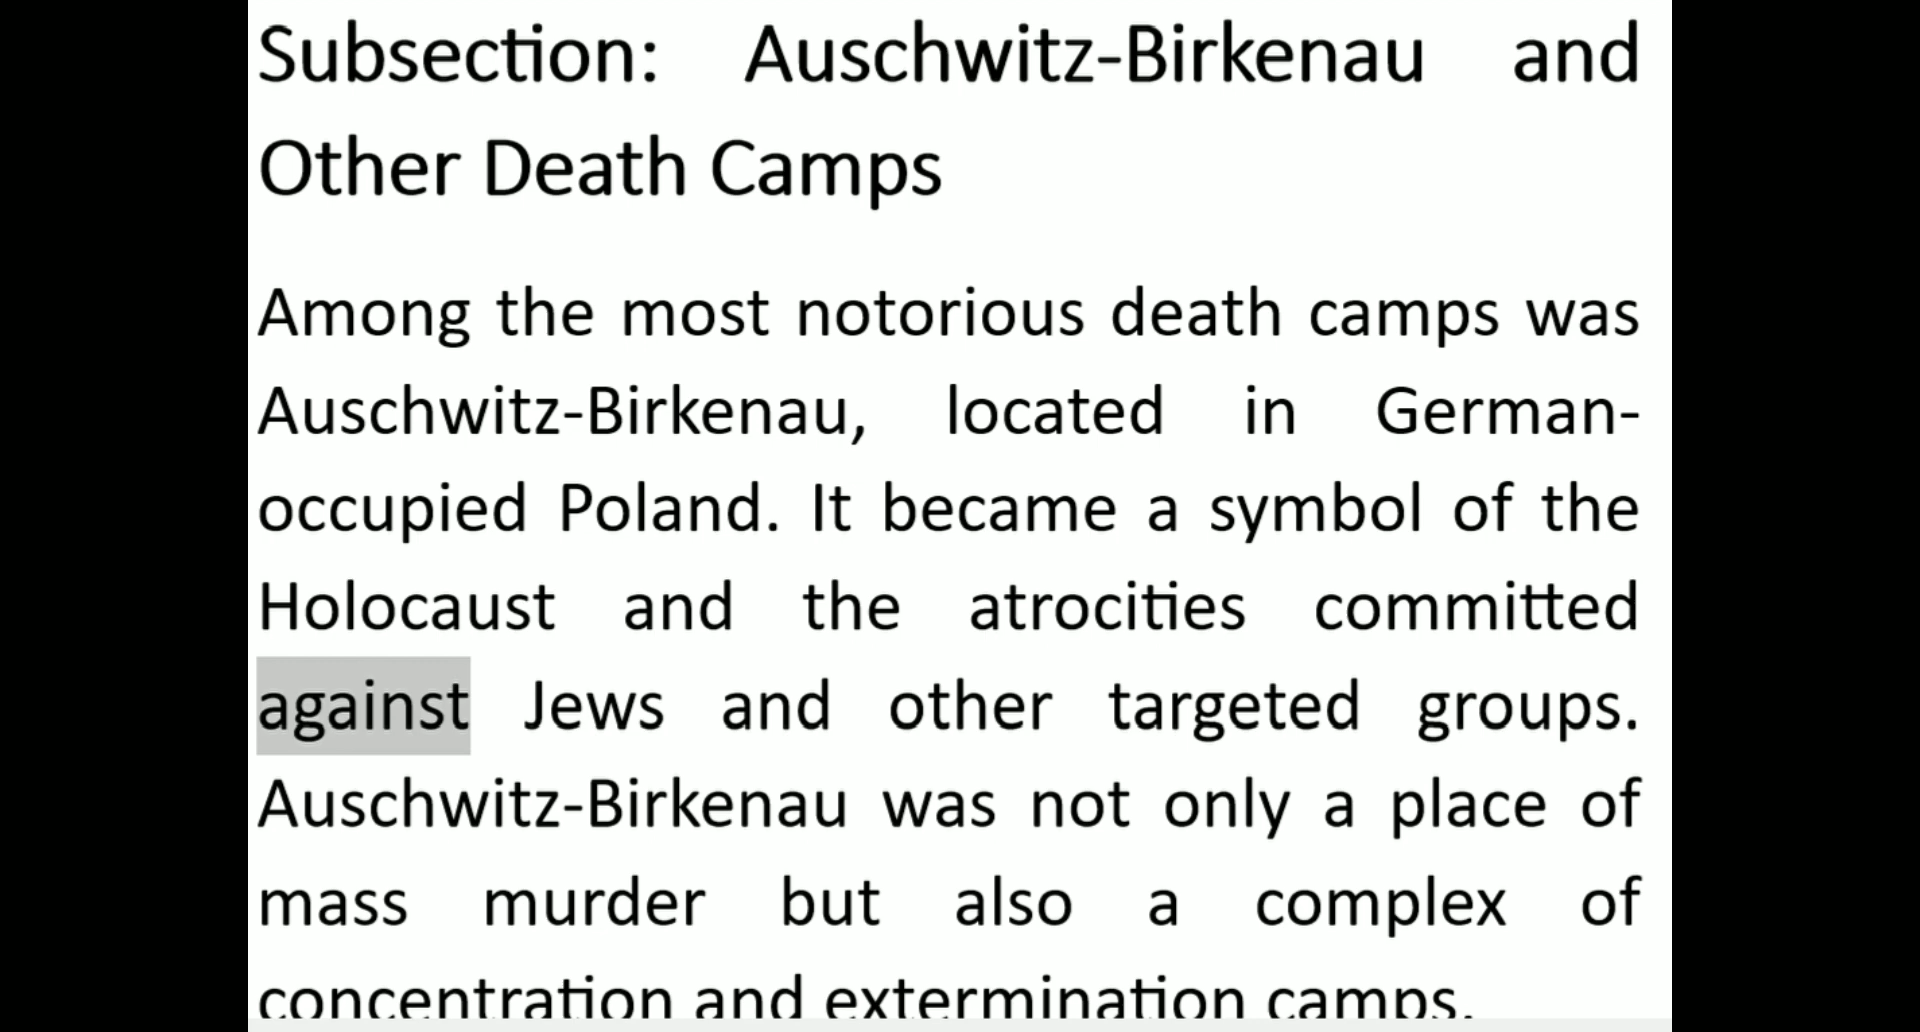 Subsection: Auschwitz-Birkenau and
Other Death Camps
Among the most notorious death camps was
Auschwitz-Birkenau, located in German-
occupied Poland. It became a symbol of the
Holocaust and the atrocities committed
against Jews and other targeted groups.
Auschwitz-Birkenau was not only a place of
mass murder but also a complex of
concentration and extermination camps.